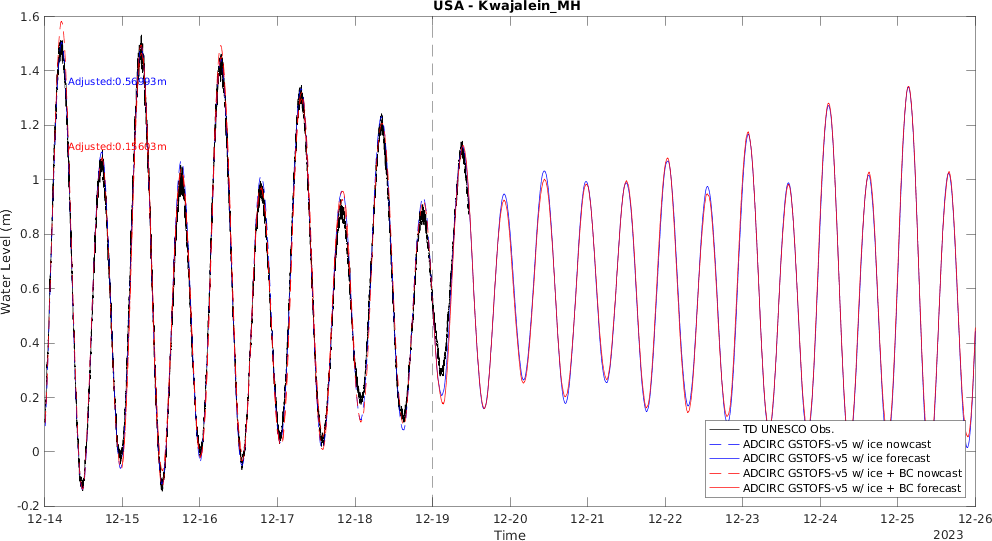 USA - Kwajalein_MH
1.6
1.4
1.2
1
0.8
0.6
0.4
0.2
0
-0.2
Water Level (m)
Adjusted:0.56993m
Adjusted:0.15603m
TD UNESCO Obs.
ADCIRC GSTOFS-v5 w/ ice nowcast
ADCIRC GSTOFS-v5 w/ ice forecast
ADCIRC GSTOFS-v5 w/ ice + BC nowcast
ADCIRC GSTOFS-v5 w/ ice + BC forecast
12-14 12-15 12-16 12-17 12-18 12-19 12-20 12-21 12-22 12-23 12-24 12-25 12-26
Time
2023